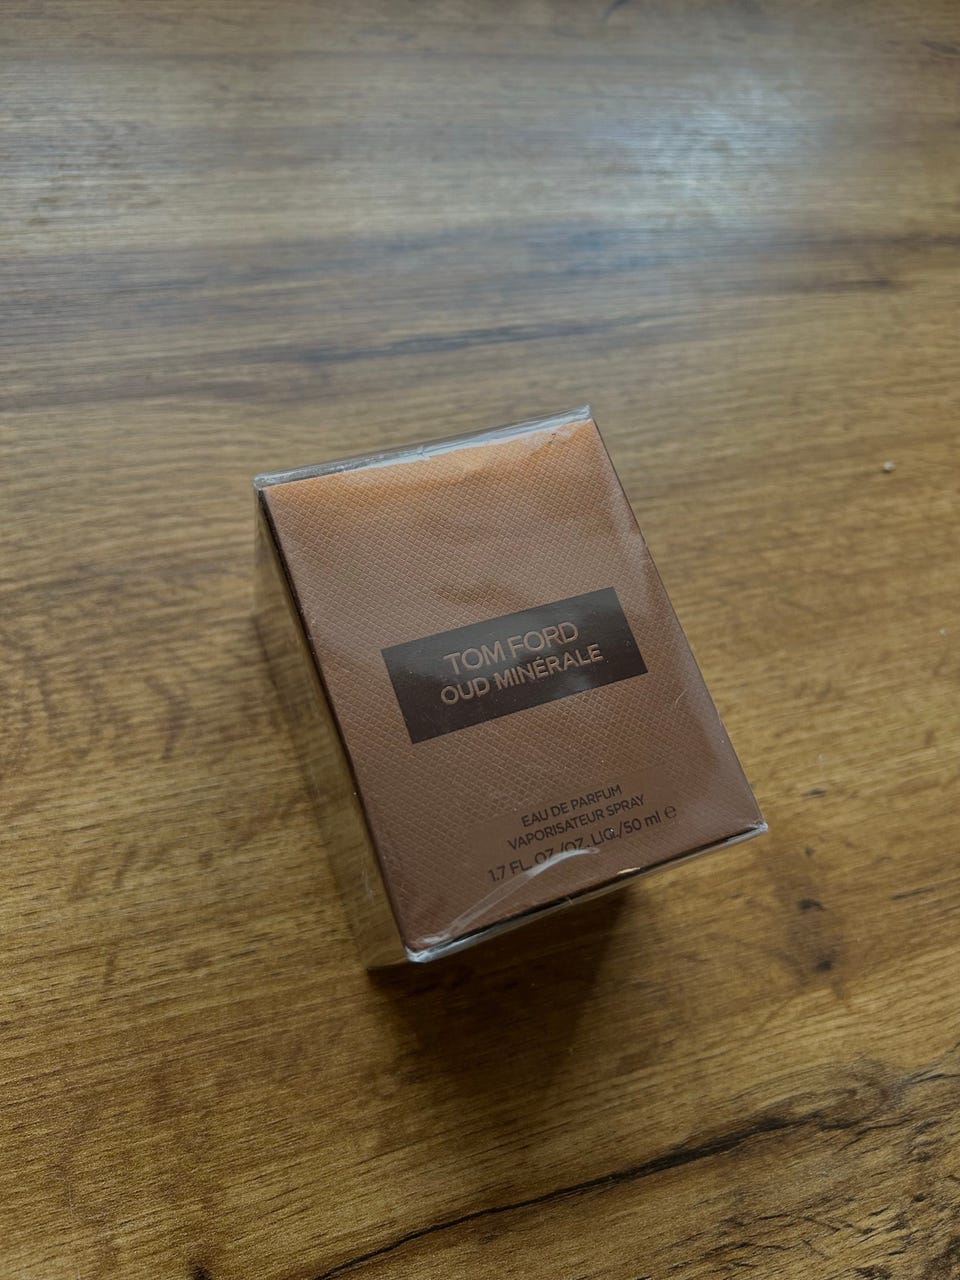 TOM FORD
OUD MINÉRALE
EAU DE PARFUM
VAPORISATEUR SPRAY
1.7 FL. OZ./OZ. LIQ./50 ml ℮